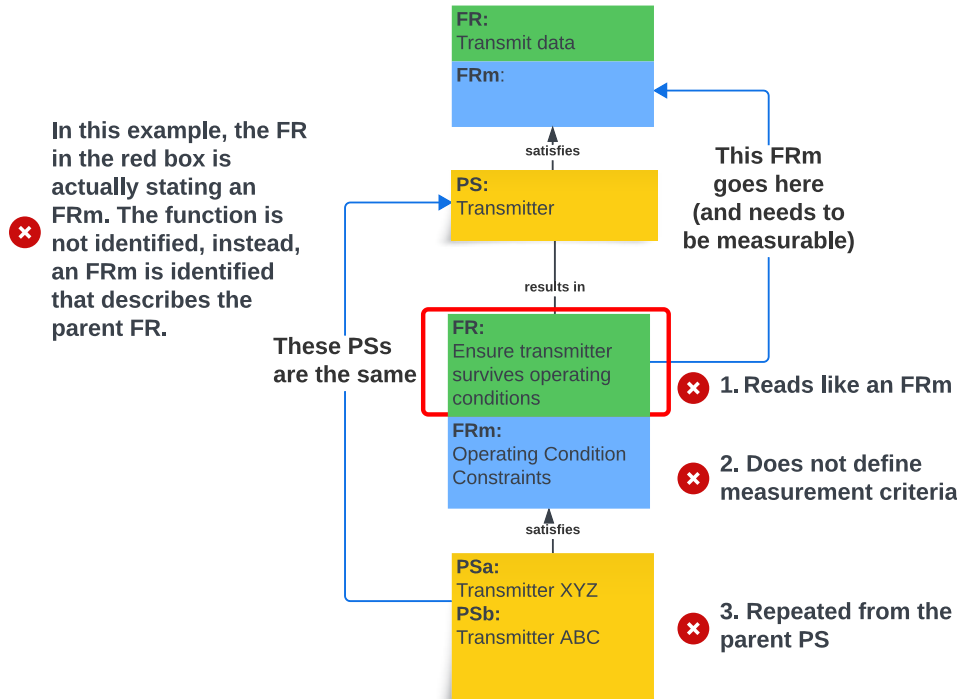 FR:
Transmit data
FRm:
satisfies
In this example, the FR
in the red box is
actually stating an
FRm. The function is
not identified, instead,
an FRm is identified
that describes the
parent FR.
This FRm
goes here
(and needs to
be measurable)
PS:
Transmitter
results in
These PSs
are the same
FR:
Ensure transmitter
survives operating
conditions
1. Reads like an FRm
FRm:
Operating Condition
Constraints
2. Does not define
measurement criteria
satisfies
PSa:
Transmitter XYZ
PSb:
Transmitter ABC
3. Repeated from the
parent PS